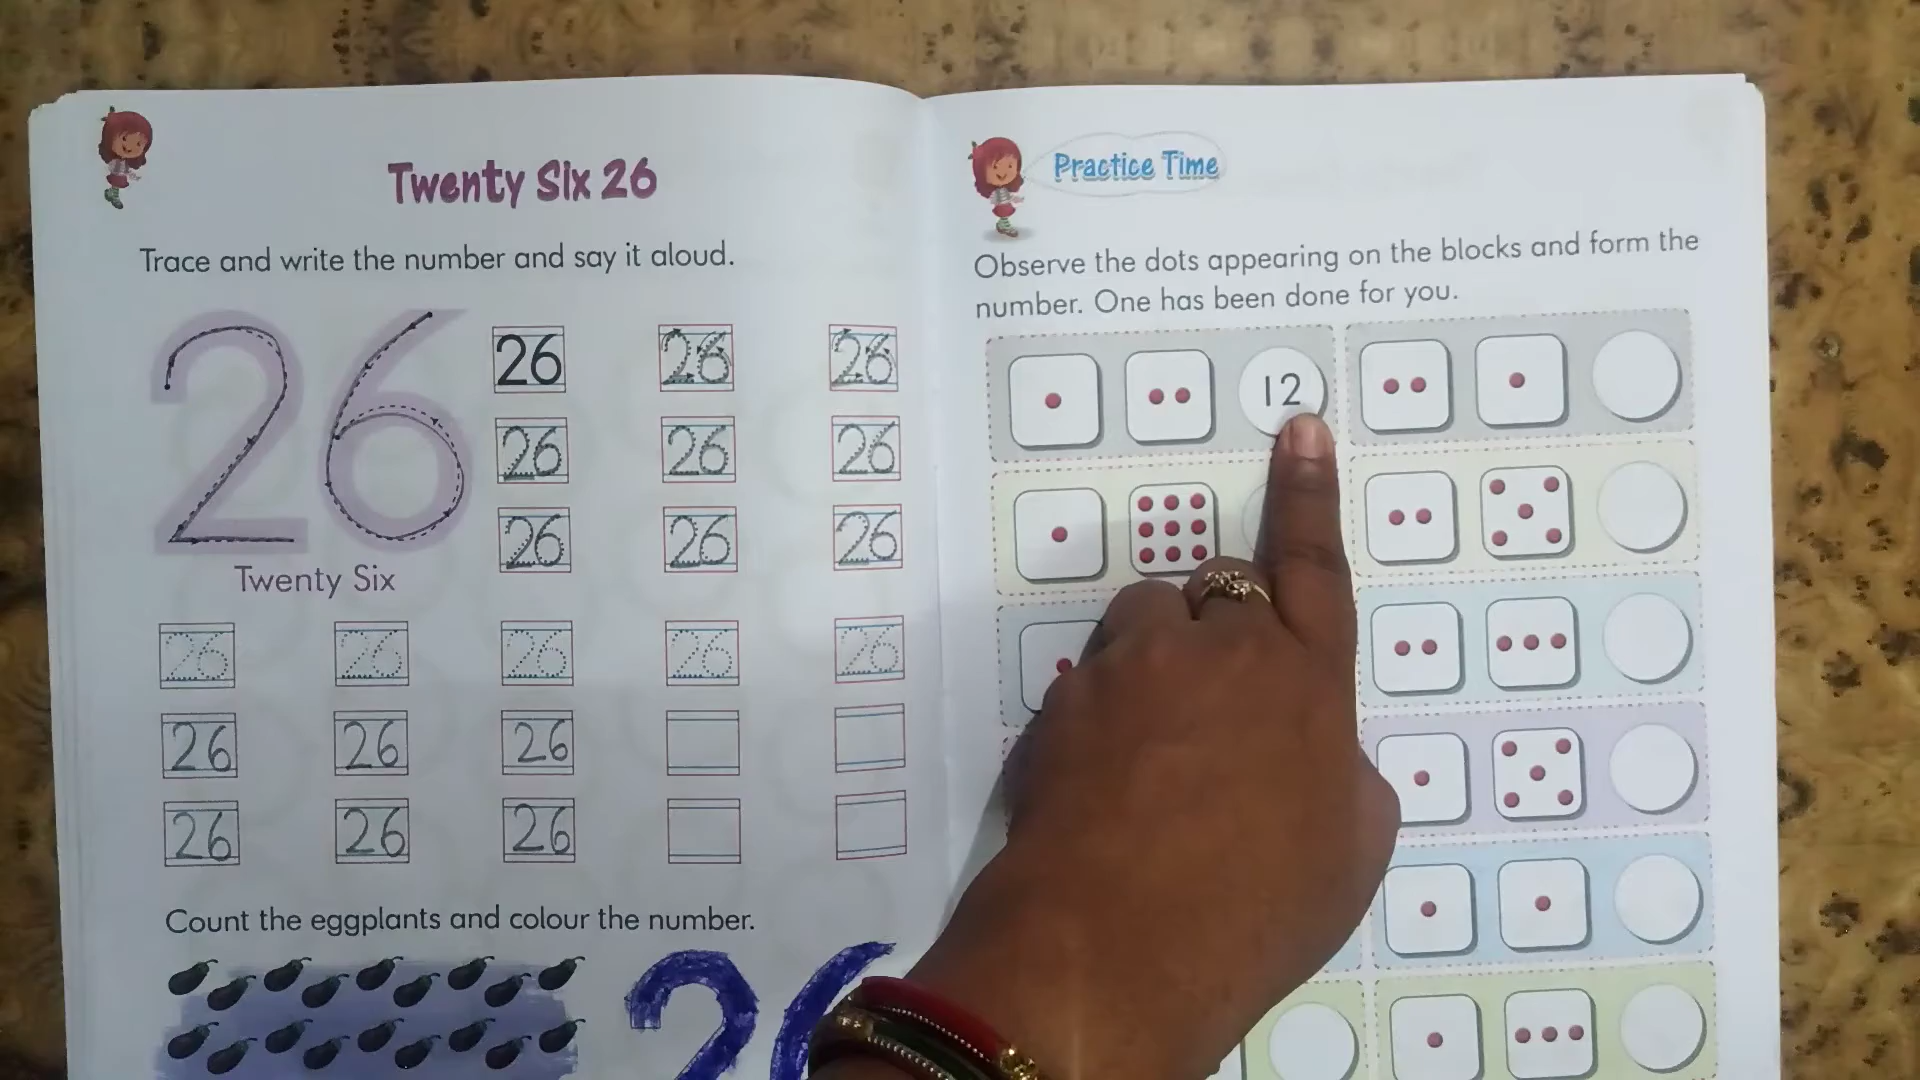 Twenty Six 26
Trace and write the number and say it aloud.
26
26 26 26
26 26 26
26 26 26
Twenty Six
26 26 26 26 26
26 26 26
26 26 26
Count the eggplants and colour the number.
26
Practice Time
Observe the dots appearing on the blocks and form the
number. One has been done for you.
12